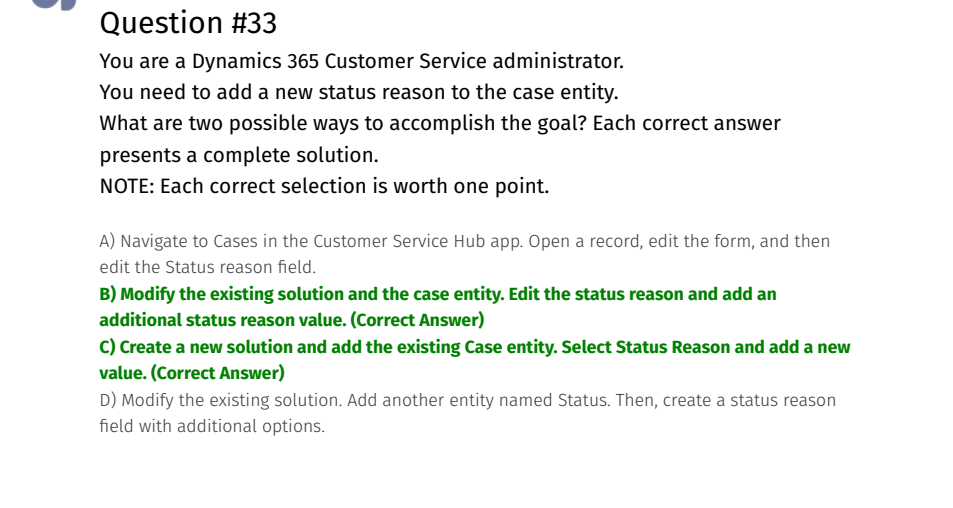 Question #33
You are a Dynamics 365 Customer Service administrator.
You need to add a new status reason to the case entity.
What are two possible ways to accomplish the goal? Each correct answer
presents a complete solution.
NOTE: Each correct selection is worth one point.
A) Navigate to Cases in the Customer Service Hub app. Open a record, edit the form, and then
edit the Status reason field.
B) Modify the existing solution and the case entity. Edit the status reason and add an
additional status reason value. (Correct Answer)
C) Create a new solution and add the existing Case entity. Select Status Reason and add a new
value. (Correct Answer)
D) Modify the existing solution. Add another entity named Status. Then, create a status reason
field with additional options.